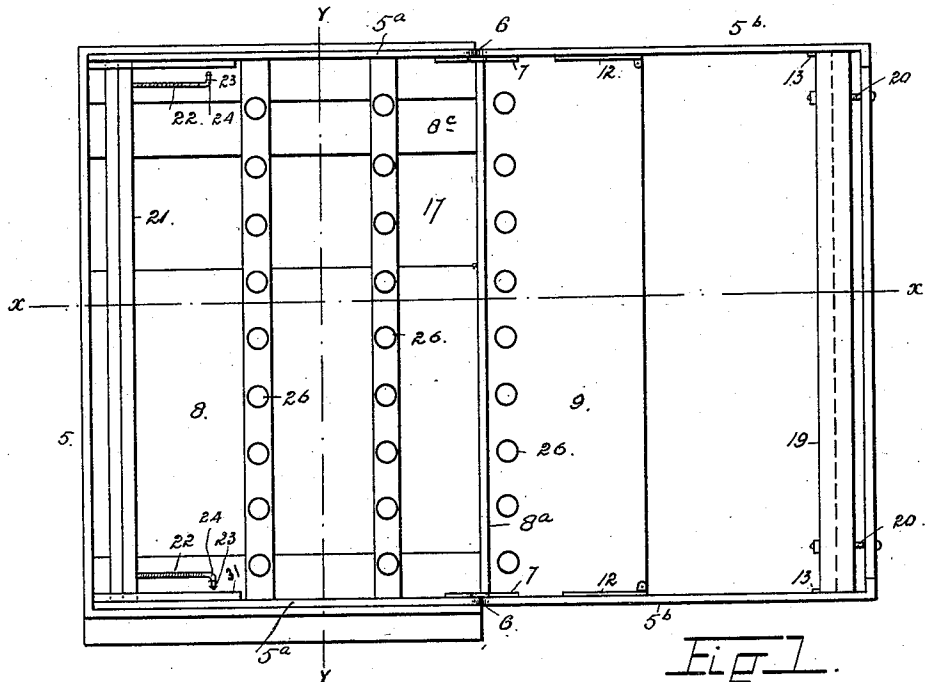 Y 5ª 6 5ᵇ
7 12. 13 20
23
22. 24 8ᶜ
21. 17
X X
26.
8. 26 9.
5. 26. 19
24 8ª
22 23 20.
31 7 12 13
5ª 6. 5ᵇ
Y Fig 1.